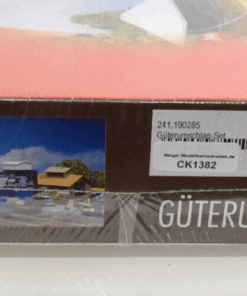 241,190285
Güterumschlag-Set
CK1382
GÜTERU